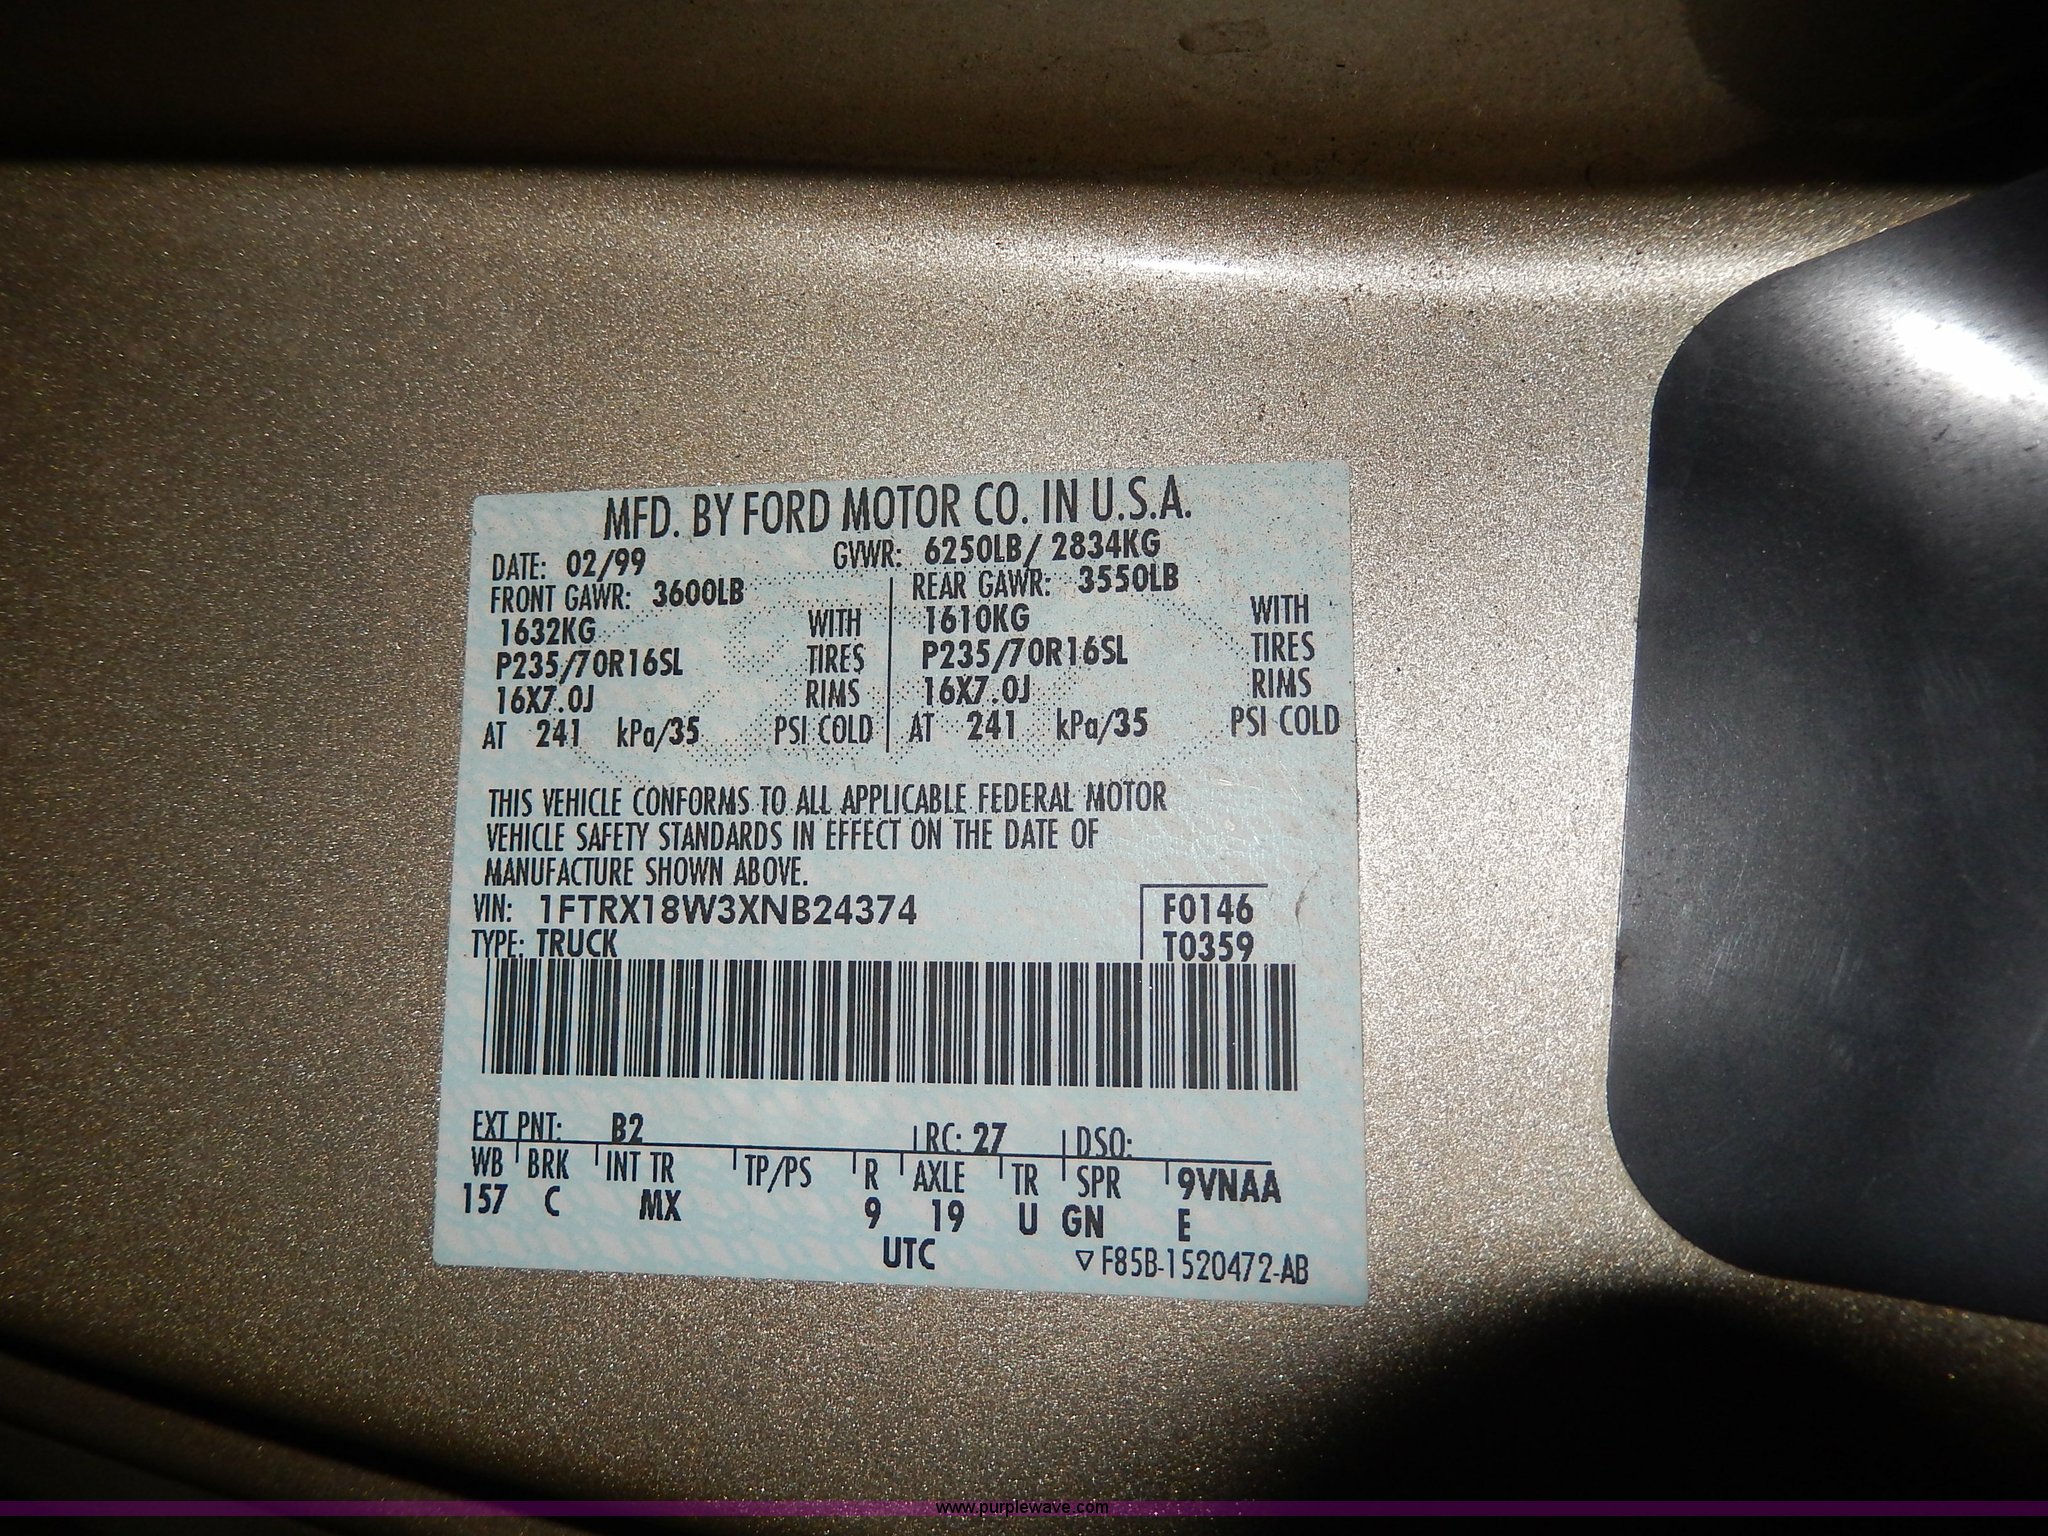 MFD. BY FORD MOTOR CO. IN U.S.A.
DATE: 02/99 GVWR: 6250LB/ 2834KG
FRONT GAWR: 3600LB REAR GAWR: 3550LB
1632KG WITH 1610KG WITH
P235/70R16SL TIRES P235/70R16SL TIRES
16X7.0J RIMS 16X7.0J RIMS
AT 241 kPa/35 PSI COLD AT 241 kPa/35 PSI COLD
THIS VEHICLE CONFORMS TO ALL APPLICABLE FEDERAL MOTOR
VEHICLE SAFETY STANDARDS IN EFFECT ON THE DATE OF
MANUFACTURE SHOWN ABOVE.
VIN: 1FTRX18W3XNB24374 F0146
TYPE: TRUCK T0359
EXT PNT: B2 RC: 27 DSO:
WB BRK INT TR TP/PS R AXLE TR SPR 9VNAA
157 C MX 9 19 U GN E
UTC ▽ F85B-1520472-AB
www.purplewave.com